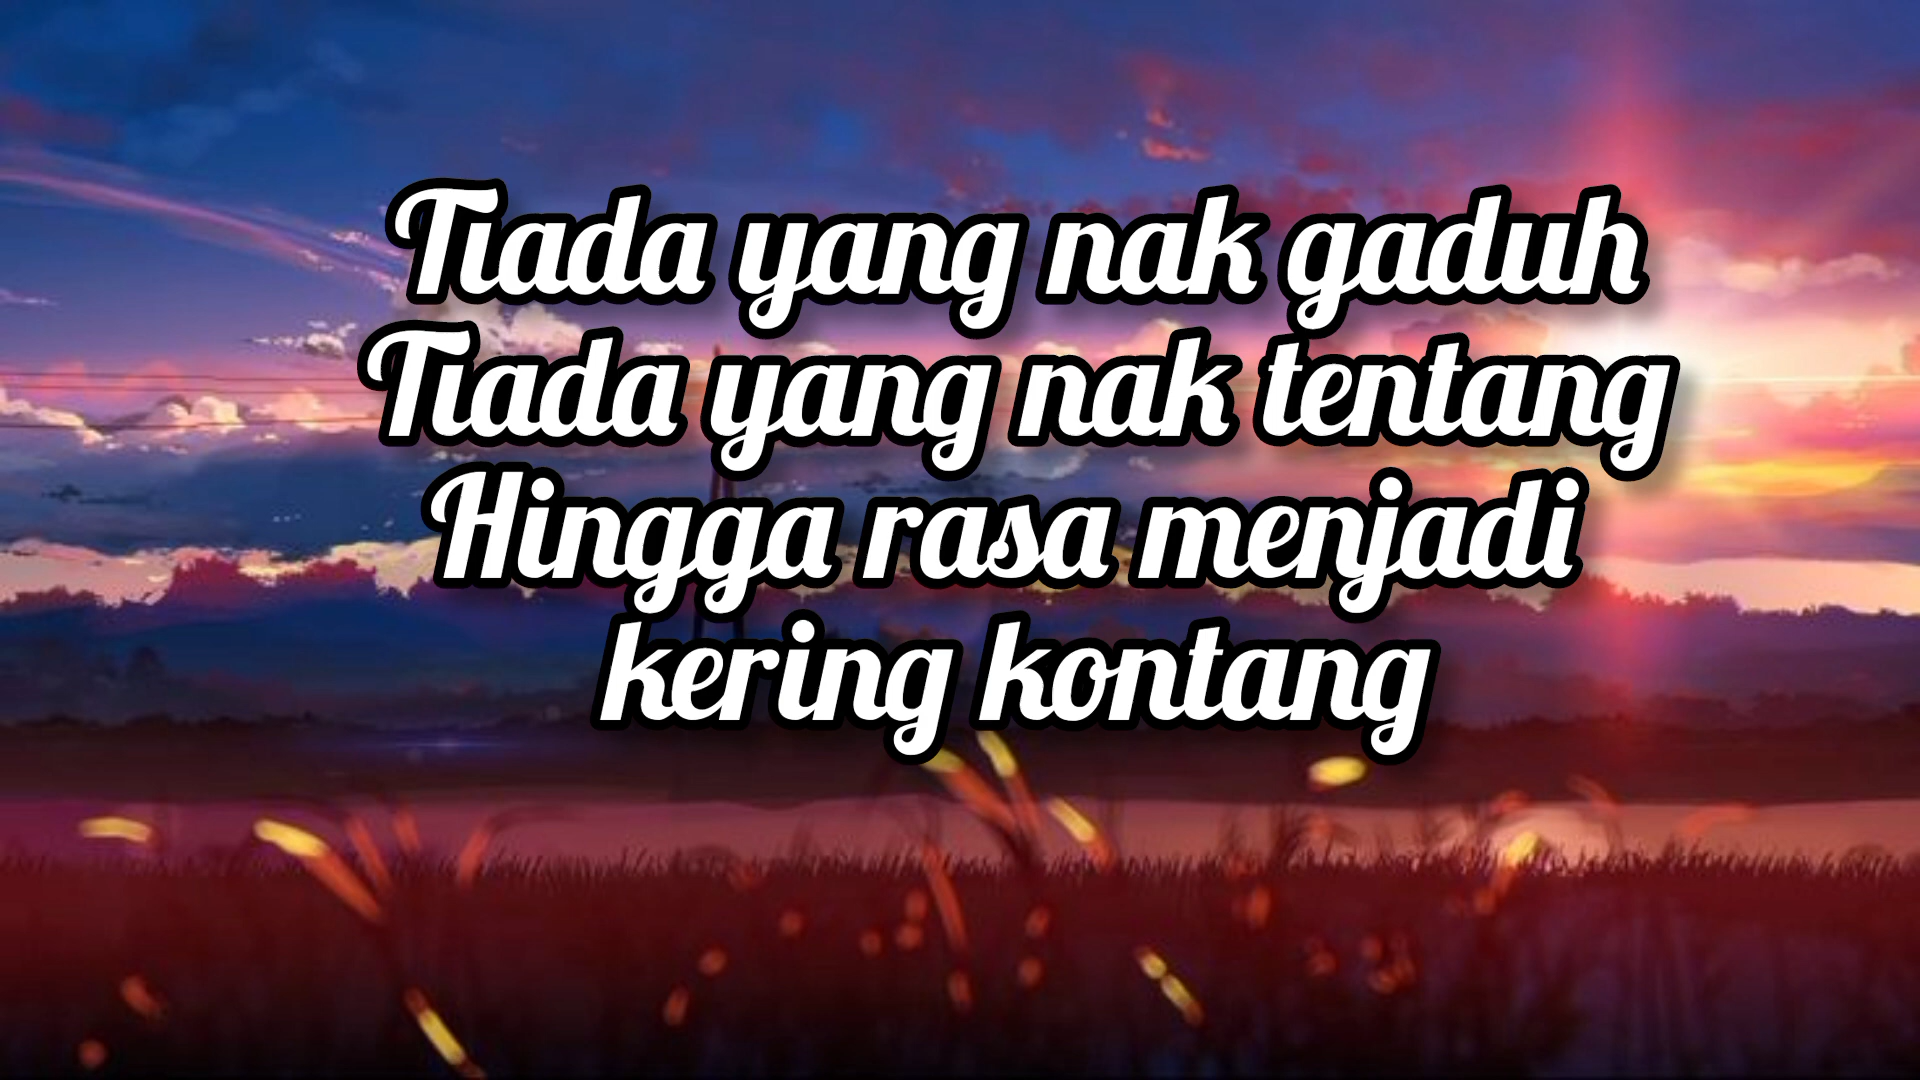 Tiada yang nak gaduh
Tiada yang nak tentang
Hingga rasa menjadi
kering kontang